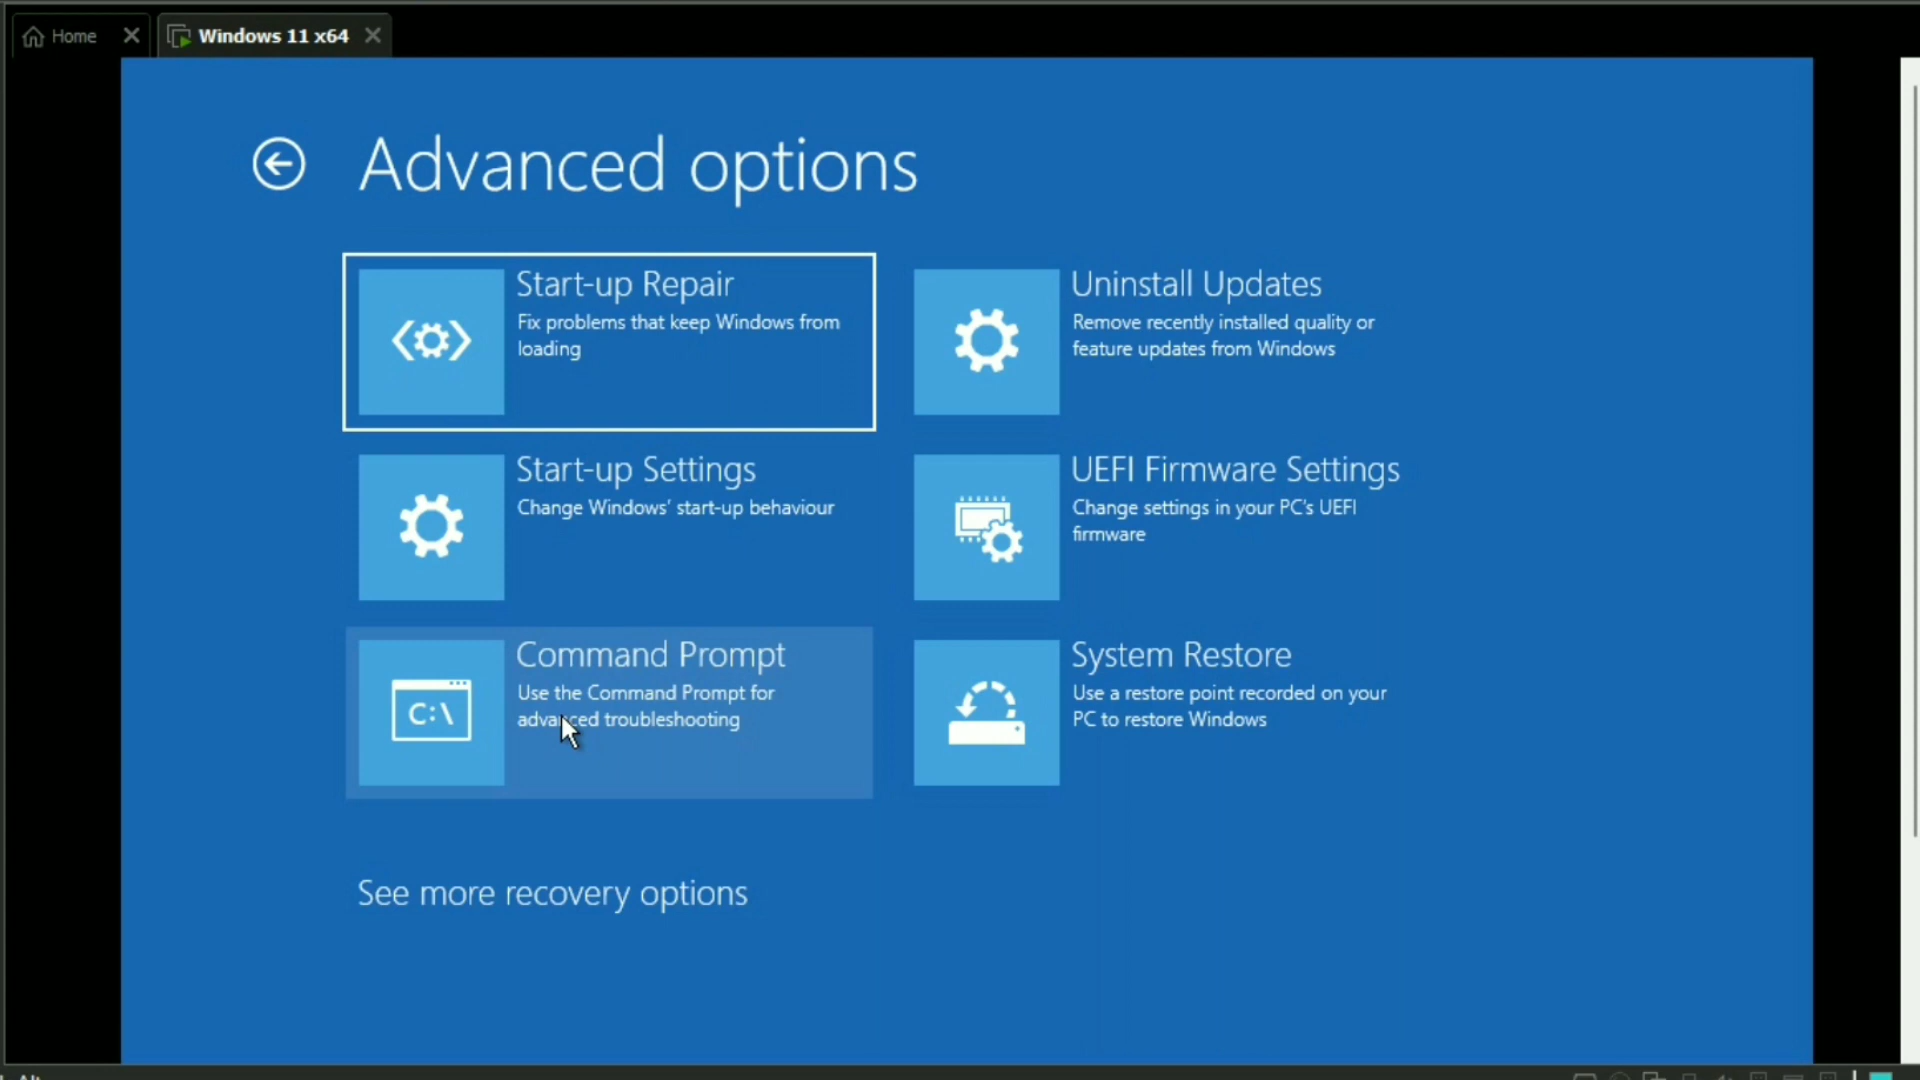 Home
Windows 11 x64
Advanced options
Start-up Repair
Fix problems that keep Windows from
loading
Uninstall Updates
Remove recently installed quality or
feature updates from Windows
Start-up Settings
Change Windows' start-up behaviour
UEFI Firmware Settings
Change settings in your PC's UEFI
firmware
Command Prompt
Use the Command Prompt for
advanced troubleshooting
C:\
System Restore
Use a restore point recorded on your
PC to restore Windows
See more recovery options